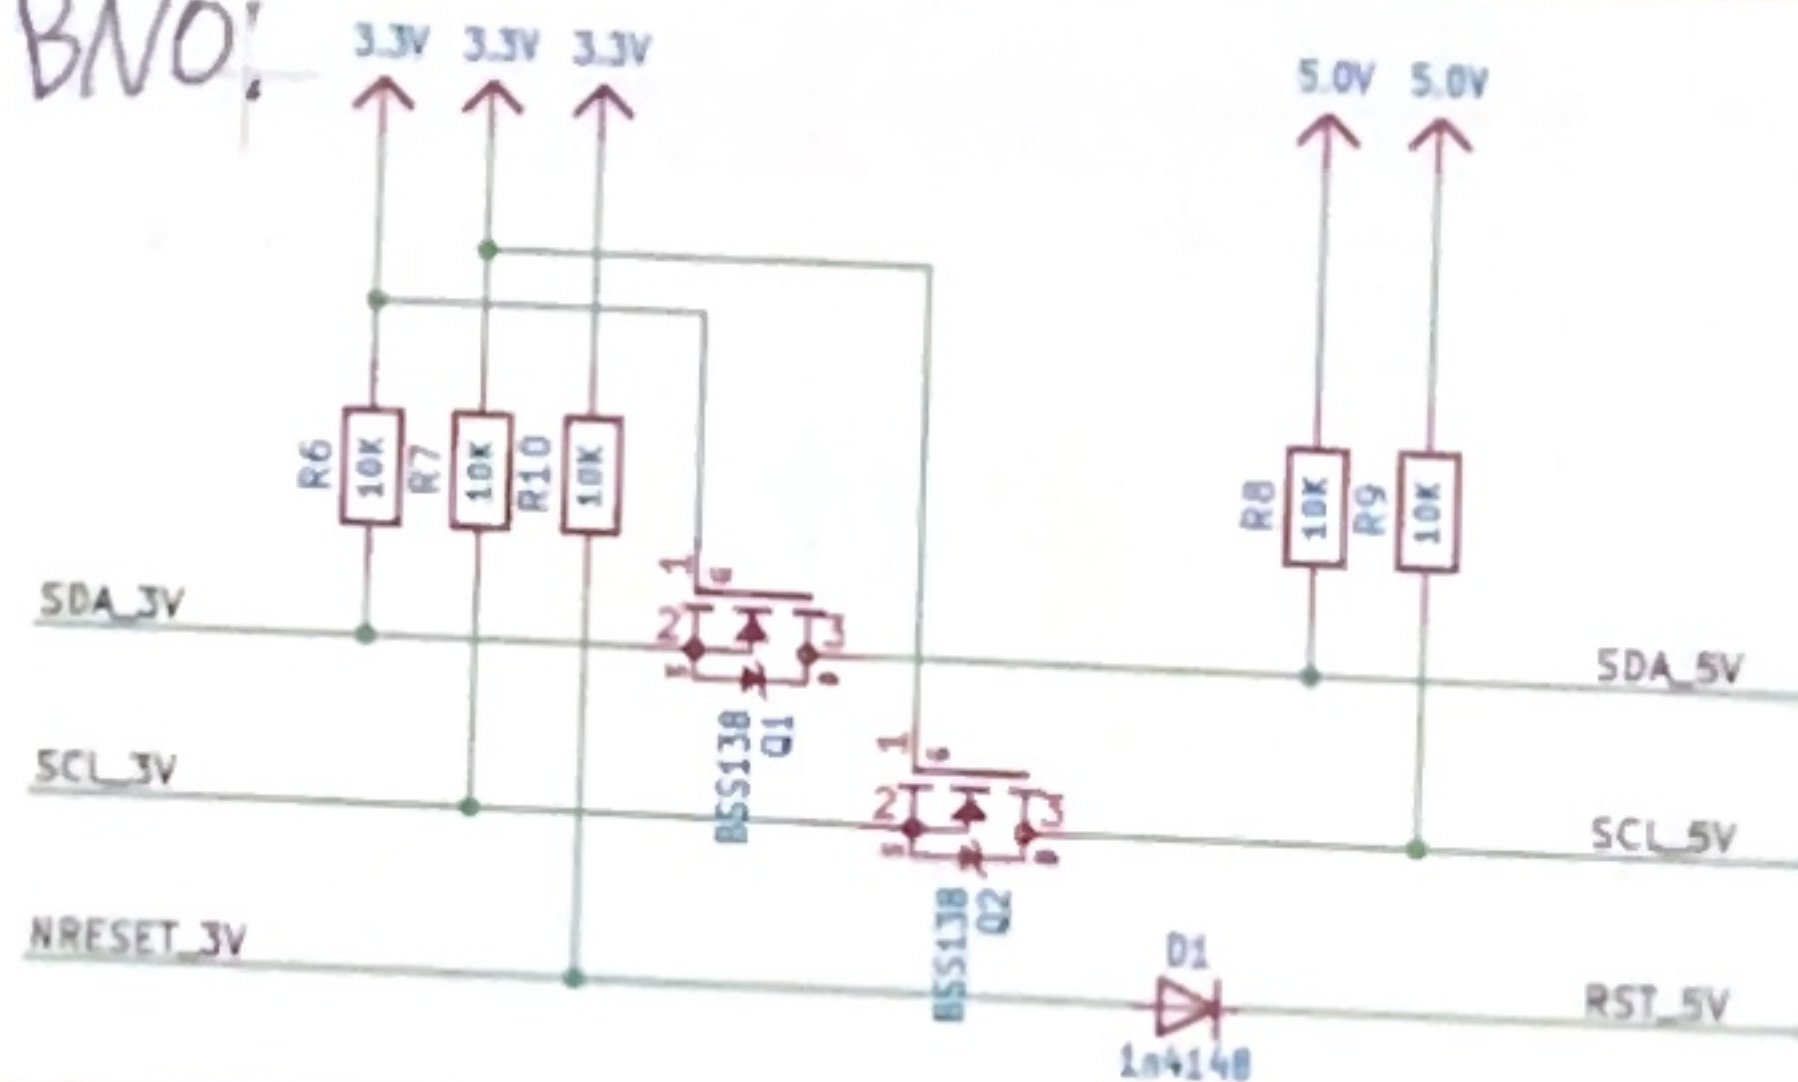 BNO:
3.3V 3.3V 3.3V
5.0V 5.0V
R6 10K R7 10K R10 10K
R8 10K R9 10K
1 G
SDA_3V
2 3
S D
SDA_5V
BSS138 Q1
1 G
SCL_3V
2 3
S D
SCL_5V
BSS138 Q2
NRESET_3V
D1
RST_5V
1n4148